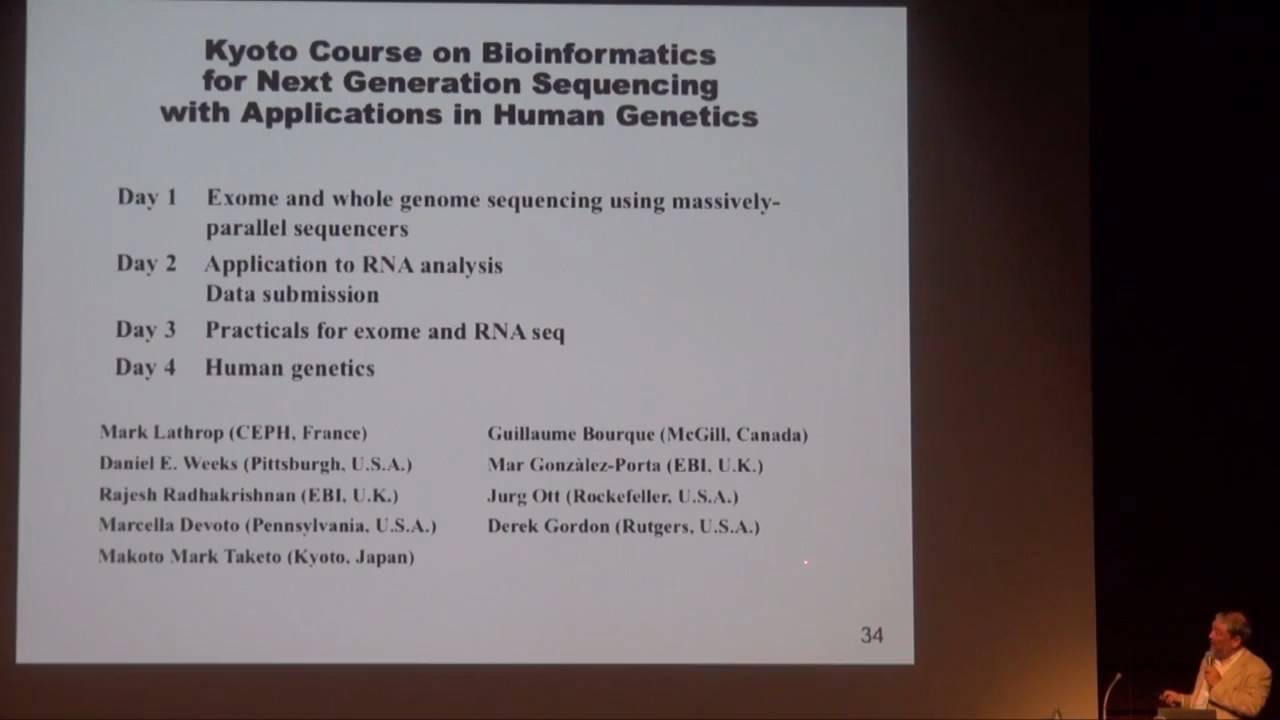 Kyoto Course on Bioinformatics
for Next Generation Sequencing
with Applications in Human Genetics
Day 1 Exome and whole genome sequencing using massively-
parallel sequencers
Day 2 Application to RNA analysis
Data submission
Day 3 Practicals for exome and RNA seq
Day 4 Human genetics
Mark Lathrop (CEPH, France)
Daniel E. Weeks (Pittsburgh, U.S.A.)
Rajesh Radhakrishnan (EBI, U.K.)
Marcella Devoto (Pennsylvania, U.S.A.)
Makoto Mark Taketo (Kyoto, Japan)
Guillaume Bourque (McGill, Canada)
Mar Gonzàlez-Porta (EBI, U.K.)
Jurg Ott (Rockefeller, U.S.A.)
Derek Gordon (Rutgers, U.S.A.)
34